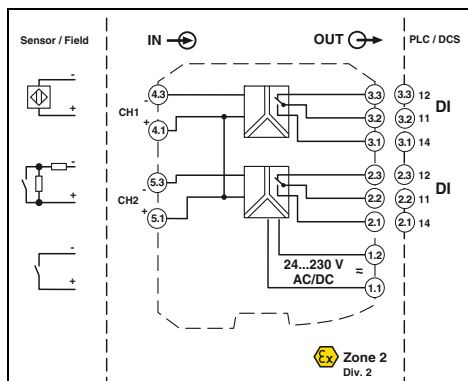 Sensor / Field
IN
OUT
PLC / DCS
-
+
-
+
-
+
4.3
-
CH1
+
4.1
5.3
-
CH2
+
5.1
3.3 3.3 12
3.2 3.2 11 DI
3.1 3.1 14
2.3 2.3 12
2.2 2.2 11 DI
2.1 2.1 14
24...230 V
AC/DC
≈
1.2
1.1
Ex Zone 2
Div. 2